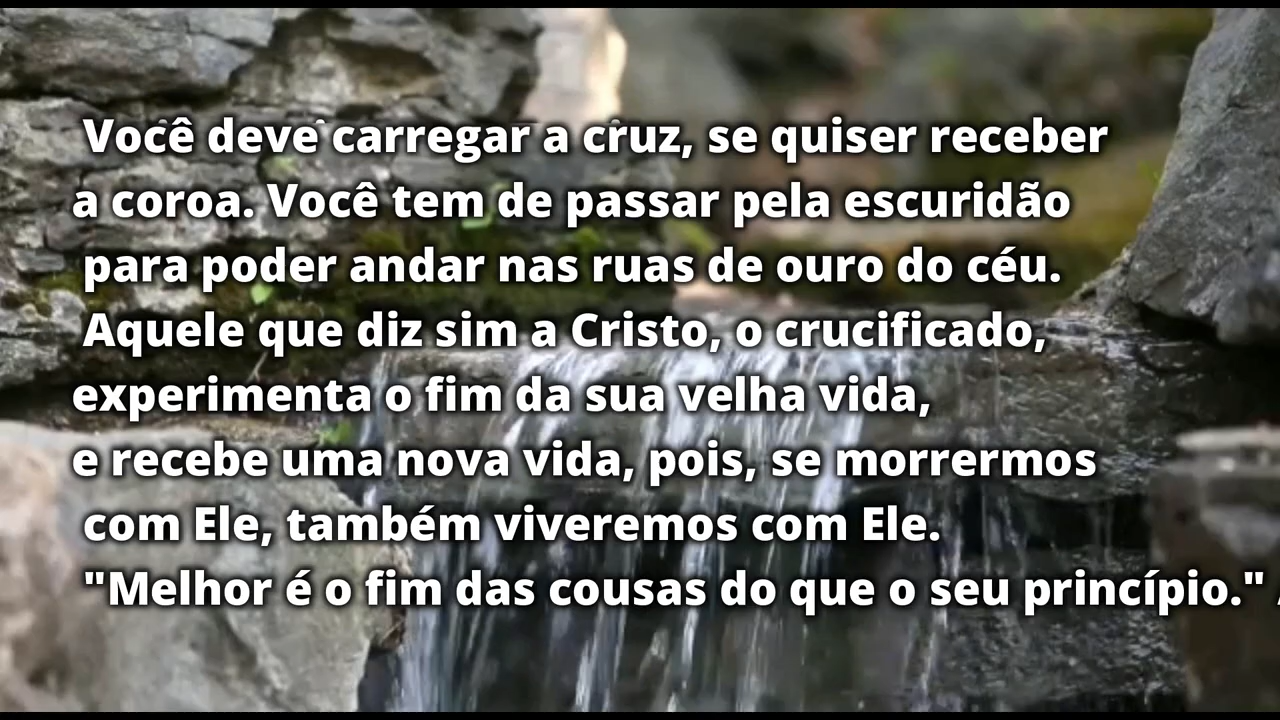 Você deve carregar a cruz, se quiser receber
a coroa. Você tem de passar pela escuridão
para poder andar nas ruas de ouro do céu.
Aquele que diz sim a Cristo, o crucificado,
experimenta o fim da sua velha vida,
e recebe uma nova vida, pois, se morrermos
com Ele, também viveremos com Ele.
"Melhor é o fim das cousas do que o seu princípio."